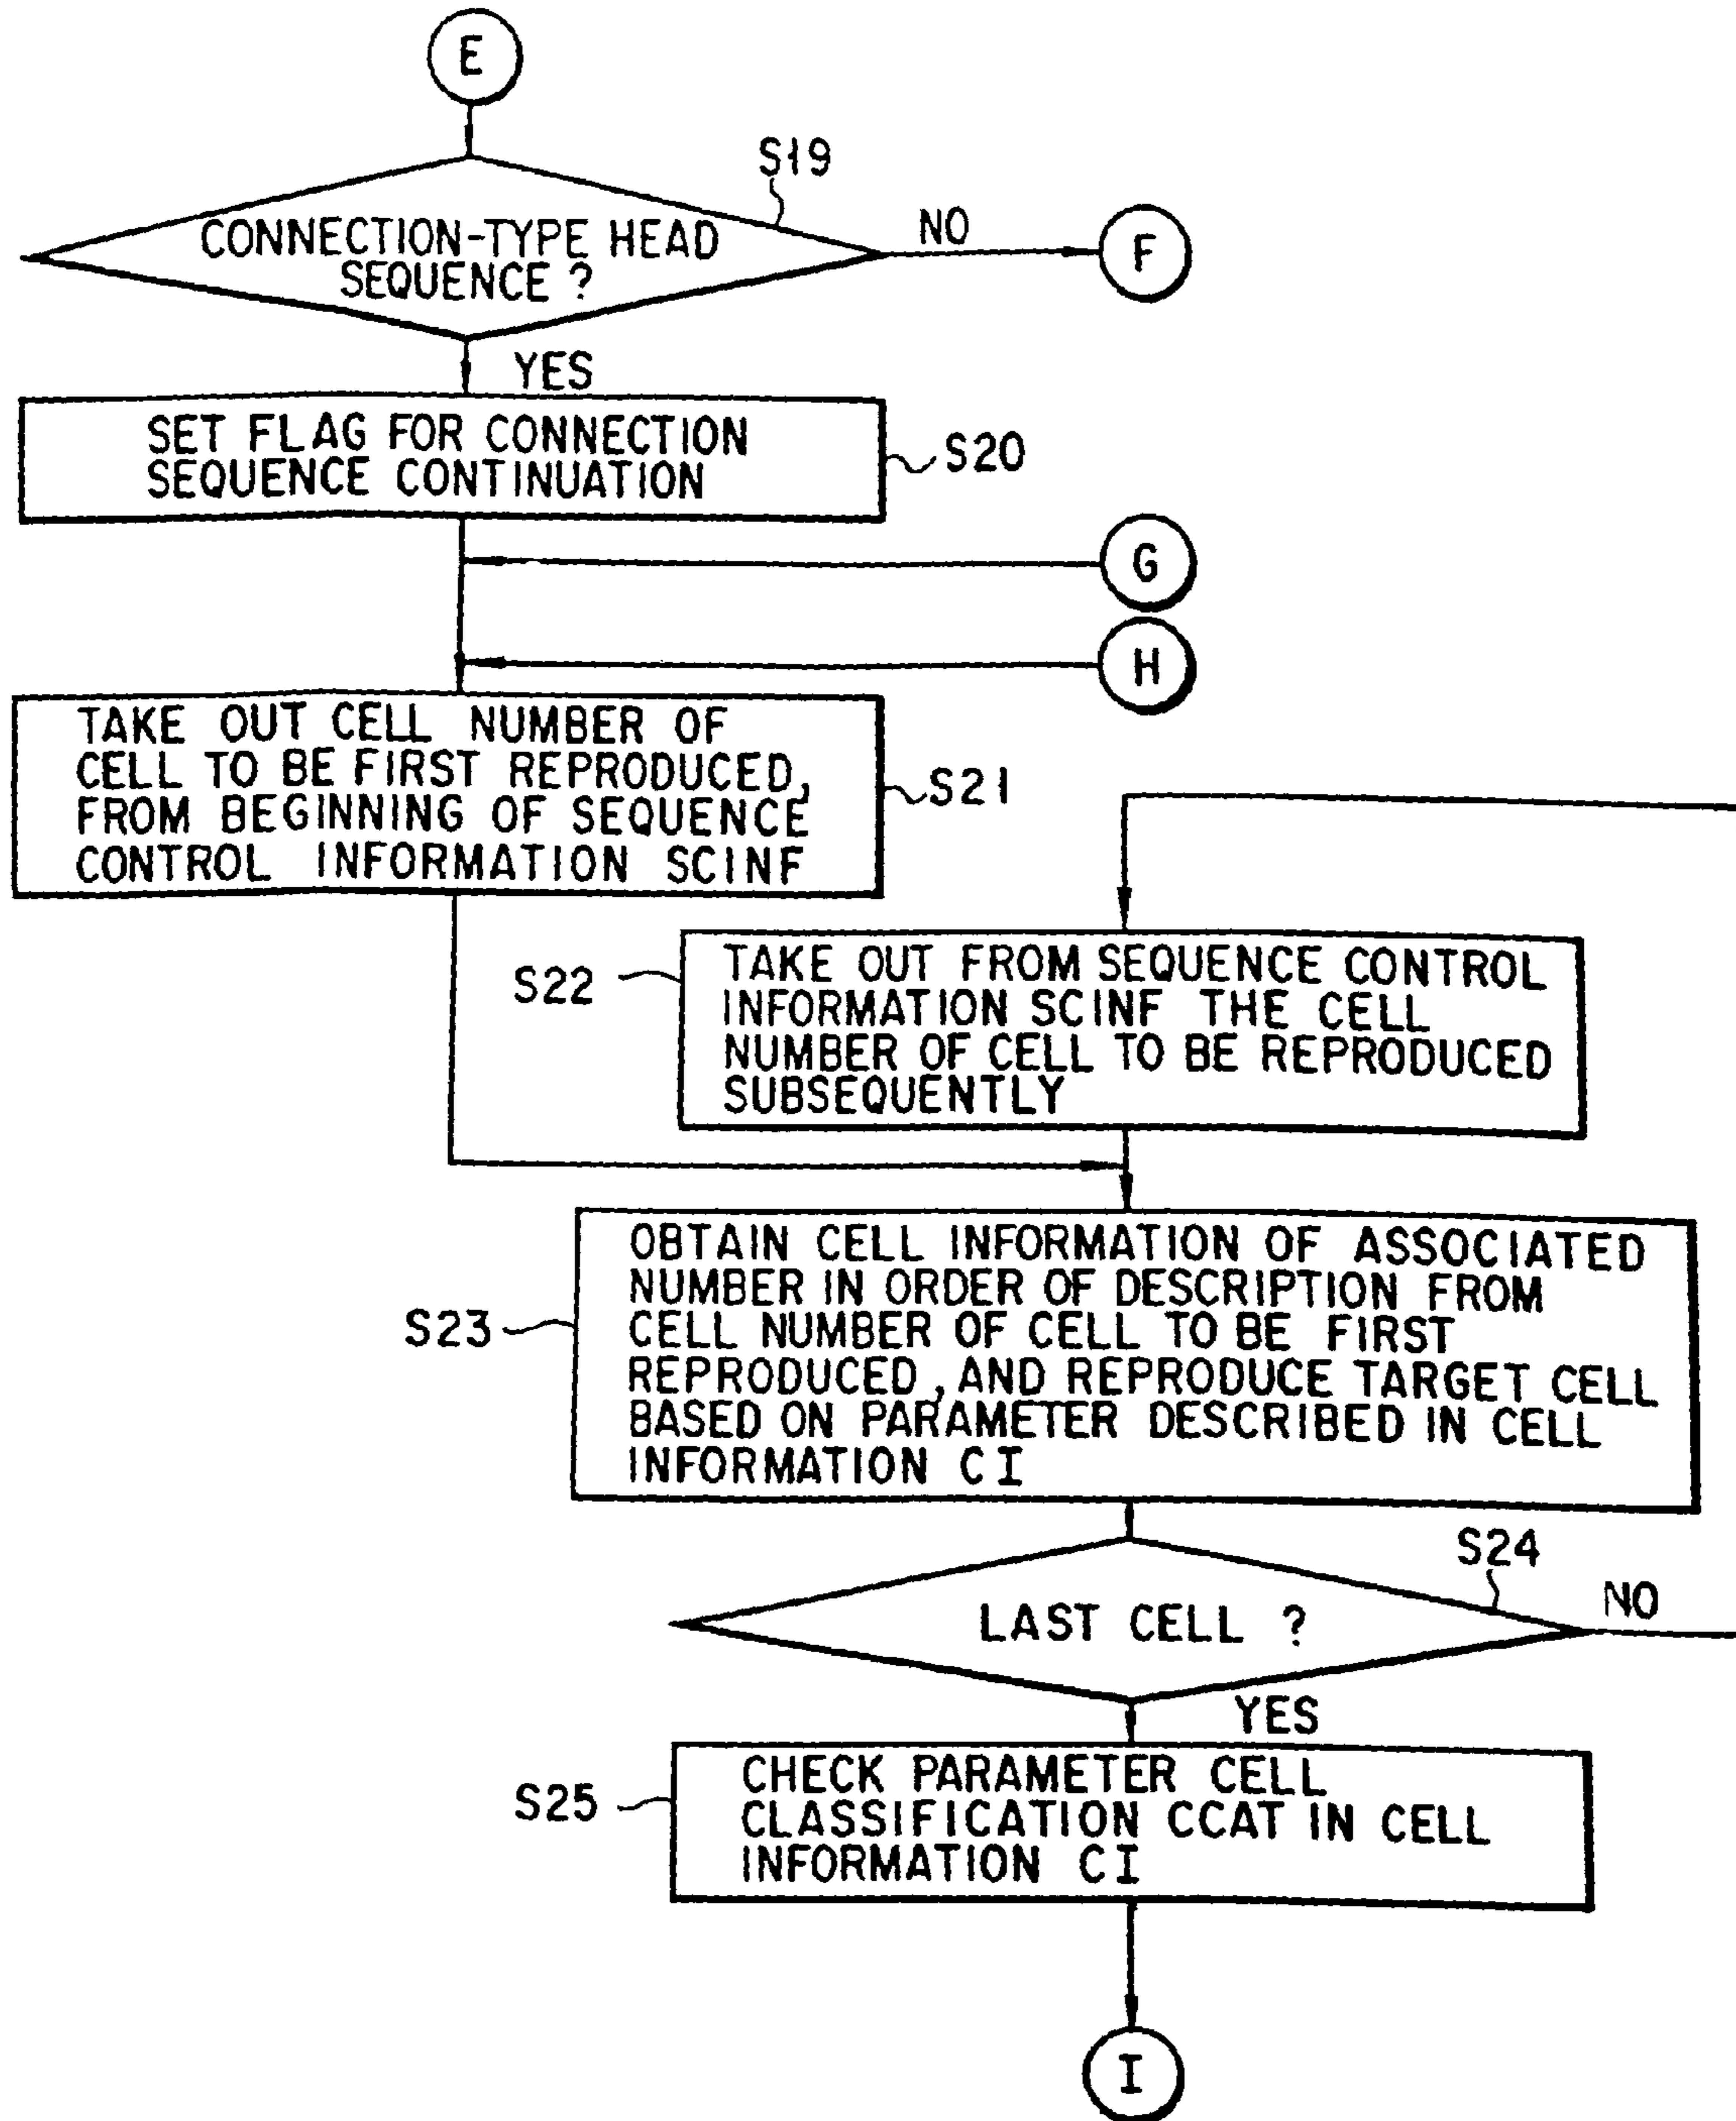 E
S19
CONNECTION-TYPE HEAD
SEQUENCE ?
NO
F
YES
SET FLAG FOR CONNECTION
SEQUENCE CONTINUATION
S20
G
H
TAKE OUT CELL NUMBER OF
CELL TO BE FIRST REPRODUCED,
FROM BEGINNING OF SEQUENCE
CONTROL INFORMATION SCINF
S21
S22
TAKE OUT FROM SEQUENCE CONTROL
INFORMATION SCINF THE CELL
NUMBER OF CELL TO BE REPRODUCED
SUBSEQUENTLY
S23
OBTAIN CELL INFORMATION OF ASSOCIATED
NUMBER IN ORDER OF DESCRIPTION FROM
CELL NUMBER OF CELL TO BE FIRST
REPRODUCED, AND REPRODUCE TARGET CELL
BASED ON PARAMETER DESCRIBED IN CELL
INFORMATION CI
S24
LAST CELL ?
NO
YES
S25
CHECK PARAMETER CELL
CLASSIFICATION CCAT IN CELL
INFORMATION CI
I